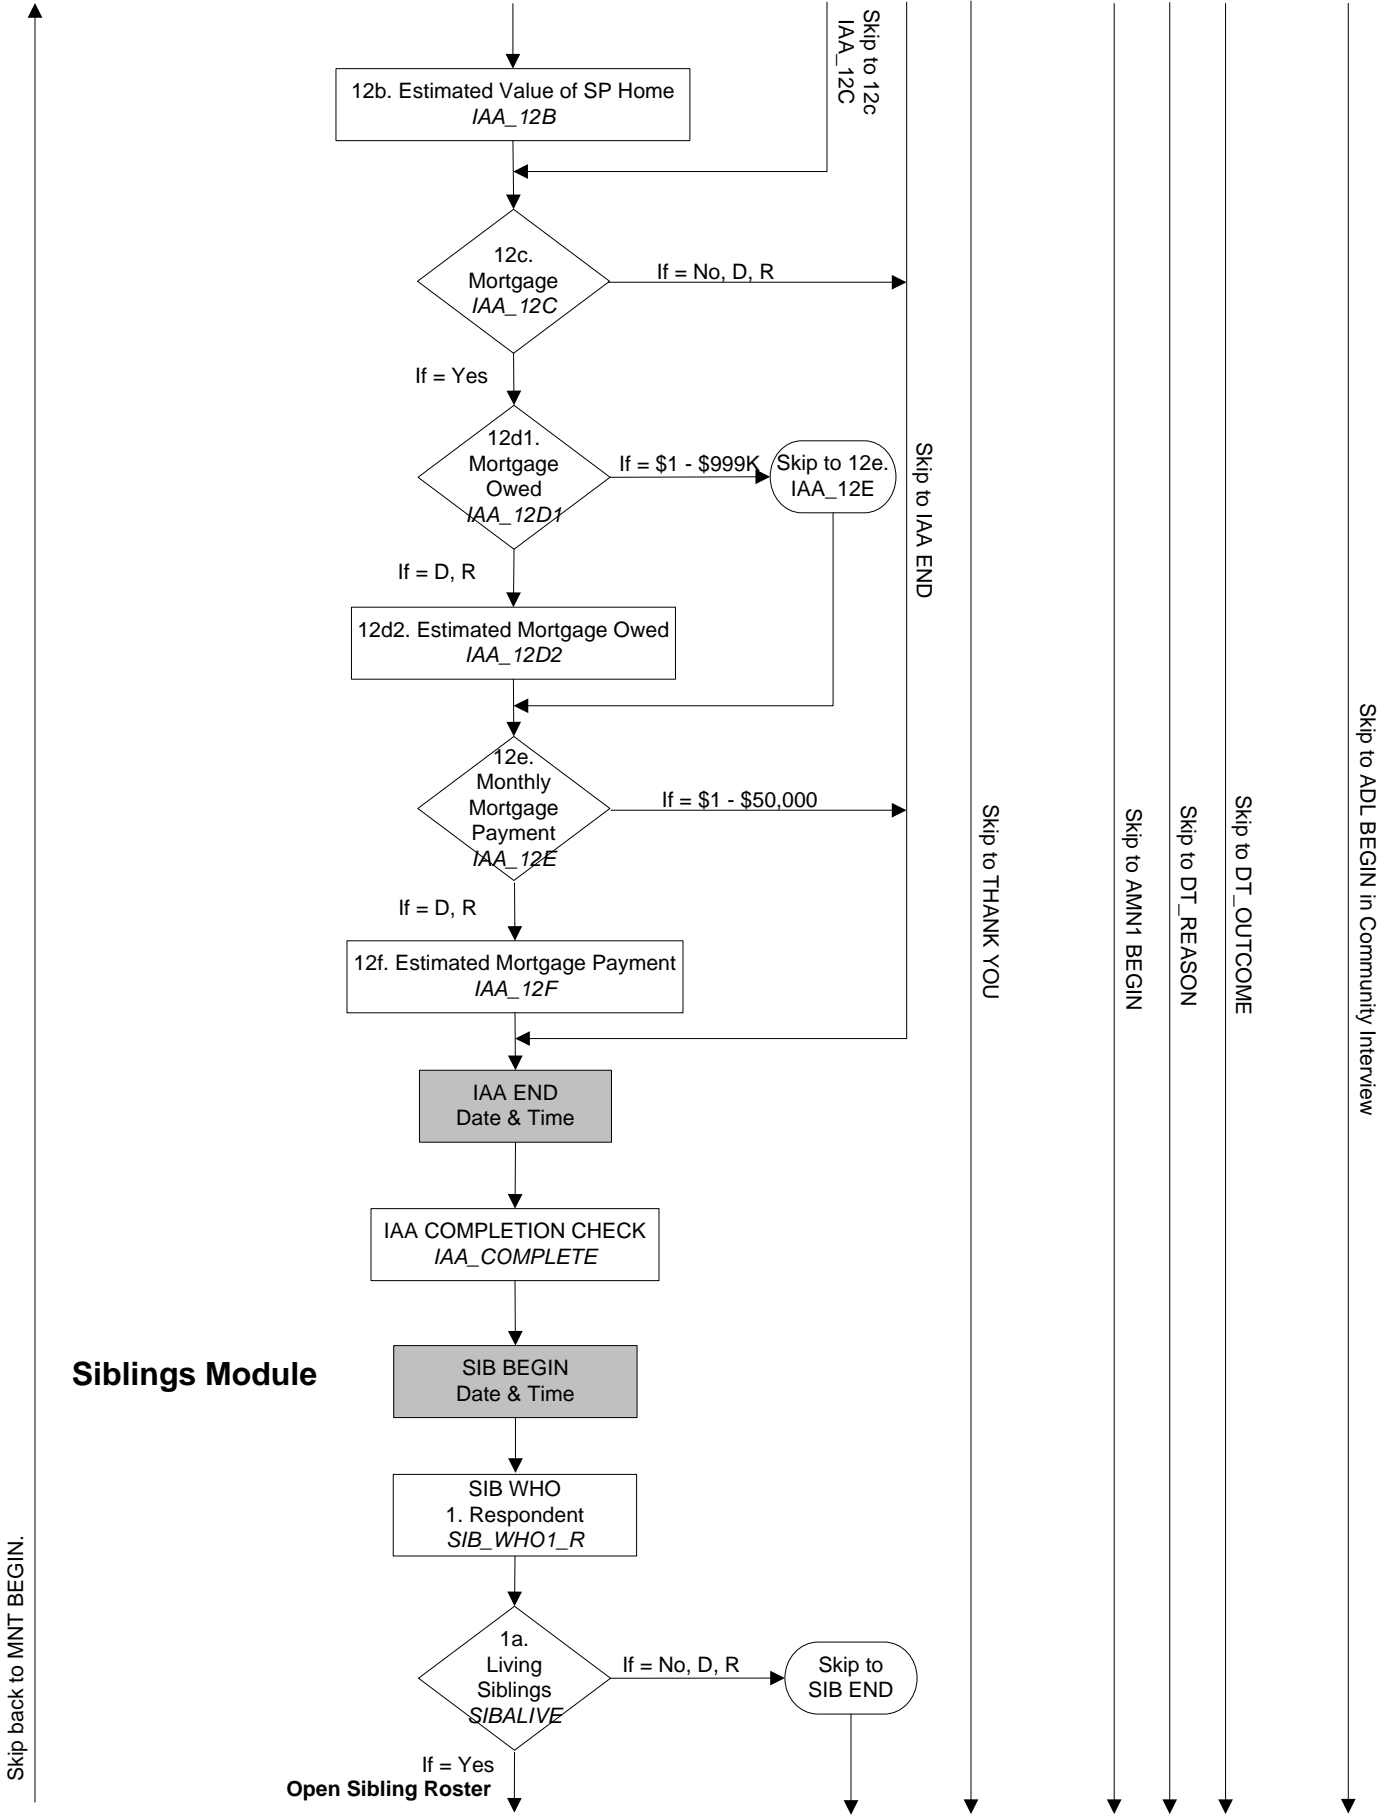 Skip to 12c
IAA_12C
12b. Estimated Value of SP Home
IAA_12B
12c.
Mortgage
IAA_12C
If = No, D, R
If = Yes
12d1.
Mortgage
Owed
IAA_12D1
If = $1 - $999K
Skip to 12e.
IAA_12E
Skip to IAA END
If = D, R
12d2. Estimated Mortgage Owed
IAA_12D2
12e.
Monthly
Mortgage
Payment
IAA_12E
If = $1 - $50,000
If = D, R
12f. Estimated Mortgage Payment
IAA_12F
Skip to THANK YOU
Skip to AMN1 BEGIN
Skip to DT_REASON
Skip to DT_OUTCOME
Skip to ADL BEGIN in Community Interview
IAA END
Date & Time
IAA COMPLETION CHECK
IAA_COMPLETE
Siblings Module
SIB BEGIN
Date & Time
SIB WHO
1. Respondent
SIB_WHO1_R
Skip back to MNT BEGIN.
1a.
Living
Siblings
SIBALIVE
If = No, D, R
Skip to
SIB END
If = Yes
Open Sibling Roster